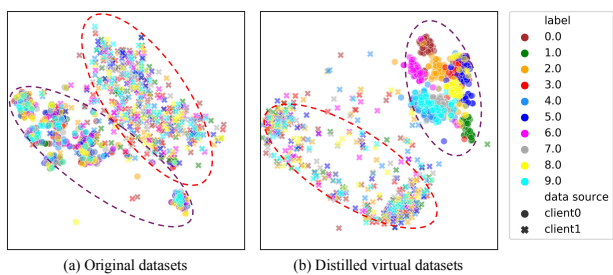 label
0.0
1.0
2.0
3.0
4.0
5.0
6.0
7.0
8.0
9.0
data source
client0
client1
(a) Original datasets
(b) Distilled virtual datasets